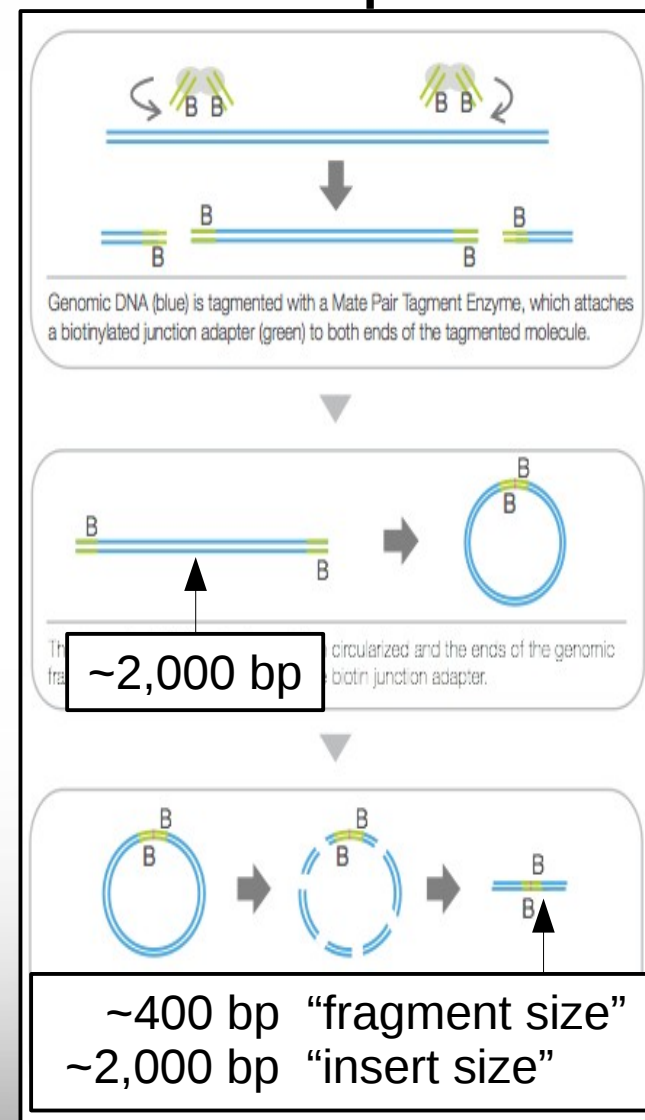 B B
B B
B
B
B
B
Genomic DNA (blue) is tagmented with a Mate Pair Tagment Enzyme, which attaches
a biotinylated junction adapter (green) to both ends of the tagmented molecule.
B
B
B
B
circularized and the ends of the genomic
~2,000 bp
biotin junction adapter.
B
B
B
B
B
B
~400 bp “fragment size”
~2,000 bp “insert size”